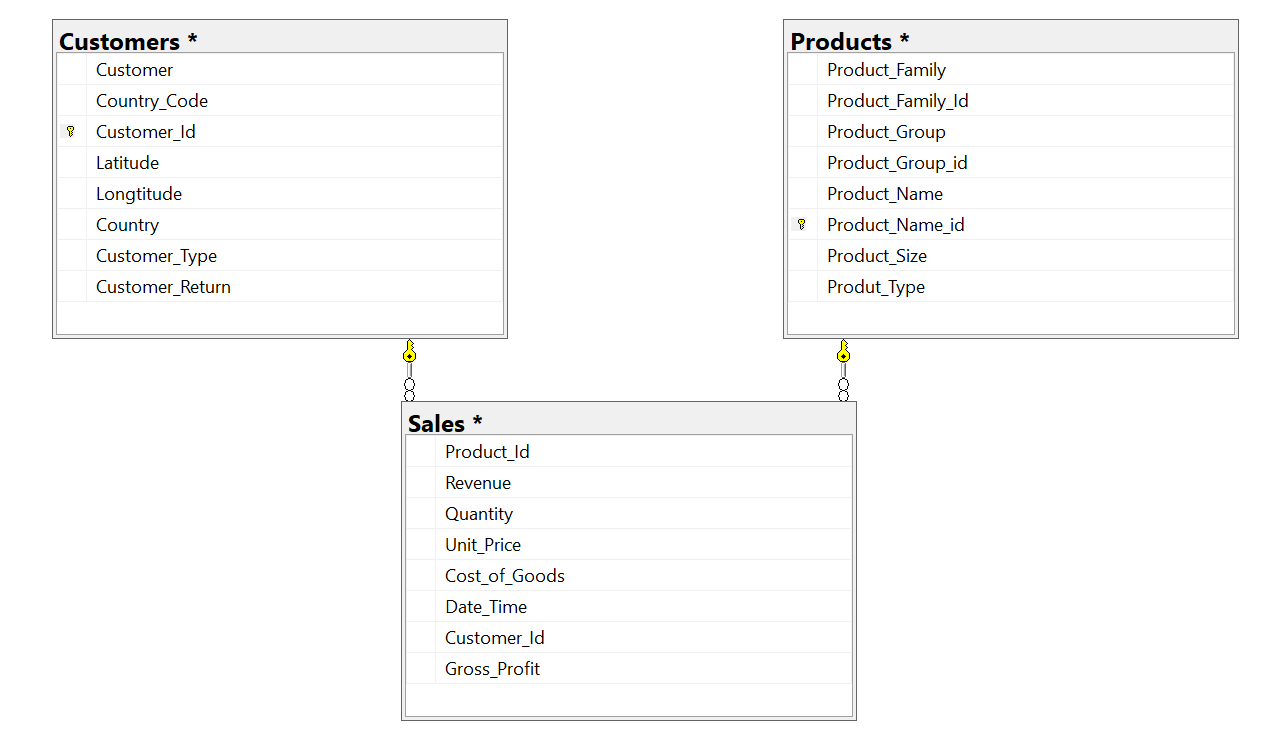 Customers *
Customer
Country_Code
Customer_Id
Latitude
Longtitude
Country
Customer_Type
Customer_Return
Products *
Product_Family
Product_Family_Id
Product_Group
Product_Group_id
Product_Name
Product_Name_id
Product_Size
Produt_Type
Sales *
Product_Id
Revenue
Quantity
Unit_Price
Cost_of_Goods
Date_Time
Customer_Id
Gross_Profit